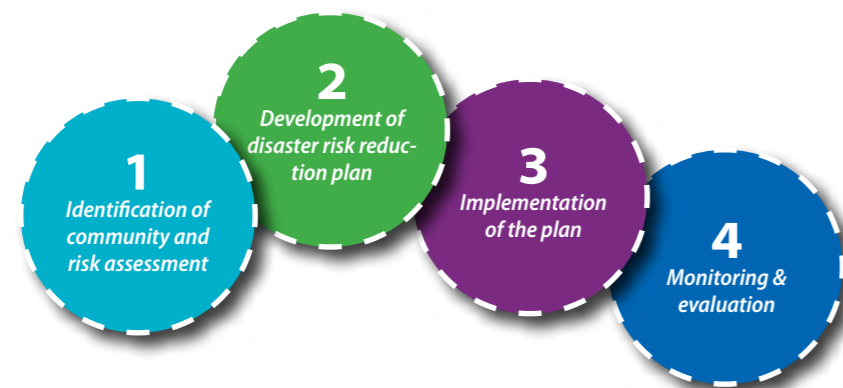 1
Identification of
community and
risk assessment
2
Development of
disaster risk reduc-
tion plan
3
Implementation
of the plan
4
Monitoring &
evaluation